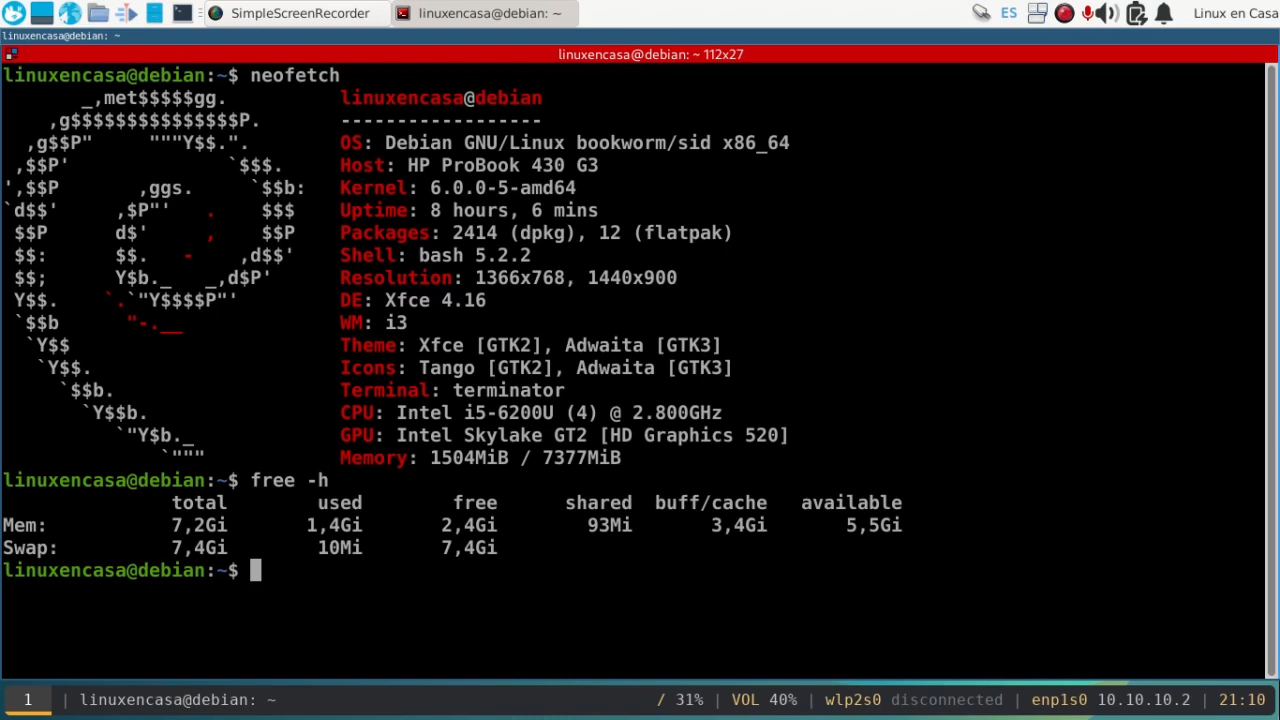 SimpleScreenRecorder linuxencasa@debian: ~ ES Linux en Casa
linuxencasa@debian: ~
linuxencasa@debian: ~ 112x27
linuxencasa@debian:~$ neofetch
       _,met$$$$$gg.          linuxencasa@debian
    ,g$$$$$$$$$$$$$$$P.       ------------------
  ,g$$P"     """Y$$.".        OS: Debian GNU/Linux bookworm/sid x86_64
 ,$$P'              `$$$.     Host: HP ProBook 430 G3
',$$P       ,ggs.     `$$b:   Kernel: 6.0.0-5-amd64
`d$$'     ,$P"'   .    $$$    Uptime: 8 hours, 6 mins
 $$P      d$'     ,    $$P    Packages: 2414 (dpkg), 12 (flatpak)
 $$:      $$.   -    ,d$$'    Shell: bash 5.2.2
 $$;      Y$b._   _,d$P'      Resolution: 1366x768, 1440x900
 Y$$.    `.`"Y$$$$P"'         DE: Xfce 4.16
 `$$b      "-.__              WM: i3
  `Y$$                        Theme: Xfce [GTK2], Adwaita [GTK3]
   `Y$$.                      Icons: Tango [GTK2], Adwaita [GTK3]
     `$$b.                    Terminal: terminator
       `Y$$b.                 CPU: Intel i5-6200U (4) @ 2.800GHz
          `"Y$b._             GPU: Intel Skylake GT2 [HD Graphics 520]
              `"""            Memory: 1504MiB / 7377MiB
linuxencasa@debian:~$ free -h
               total        used        free      shared  buff/cache   available
Mem:           7,2Gi       1,4Gi       2,4Gi        93Mi       3,4Gi       5,5Gi
Swap:          7,4Gi        10Mi       7,4Gi
linuxencasa@debian:~$
1 | linuxencasa@debian: ~ / 31% | VOL 40% | wlp2s0 disconnected | enp1s0 10.10.10.2 | 21:10